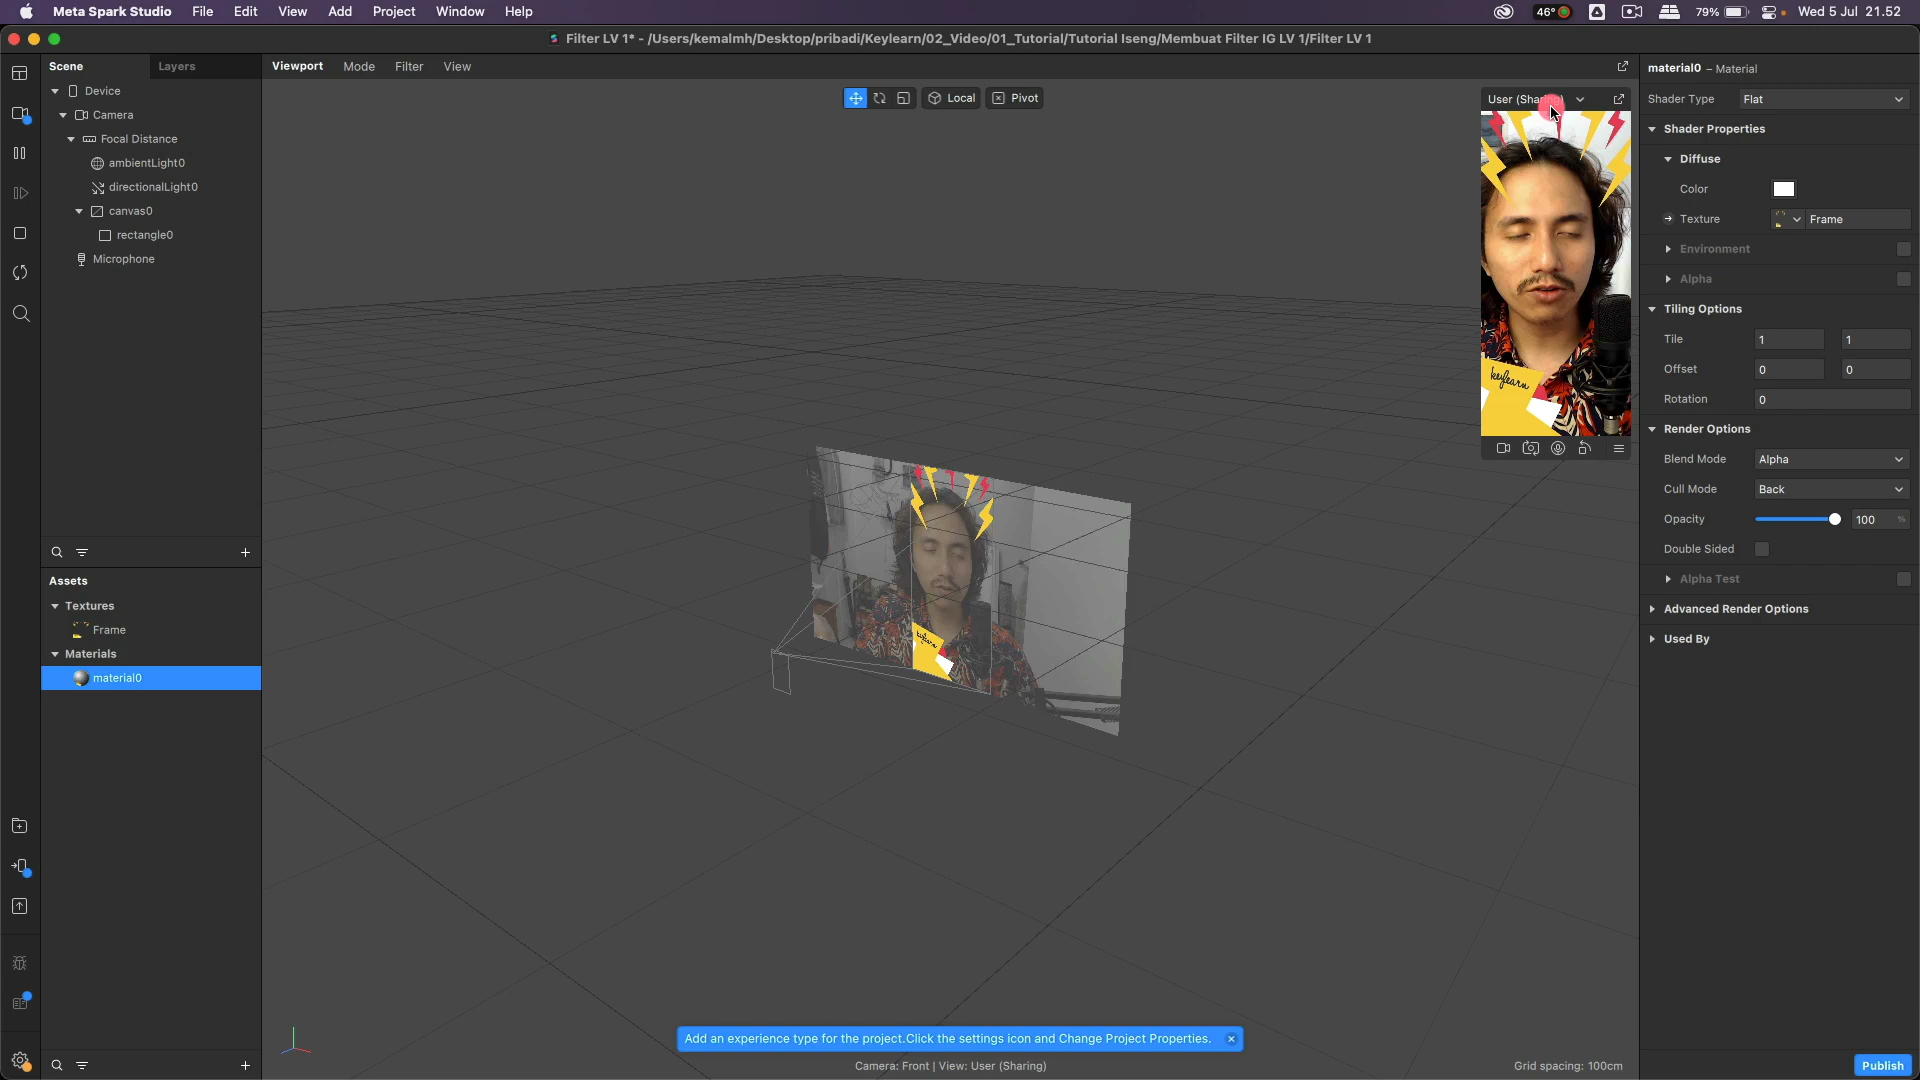 Meta Spark Studio File Edit View Add Project Window Help
46° 79% Wed 5 Jul 21.52
Filter LV 1* - /Users/kemalmh/Desktop/pribadi/Keylearn/02_Video/01_Tutorial/Tutorial Iseng/Membuat Filter IG LV 1/Filter LV 1
Scene Layers
Device
Camera
Focal Distance
ambientLight0
directionalLight0
canvas0
rectangle0
Microphone
Assets
Textures
Frame
Materials
material0
Viewport Mode Filter View
Local Pivot
User (Sharing)
keylearn
keylearn
Add an experience type for the project.Click the settings icon and Change Project Properties.
Camera: Front | View: User (Sharing)
Grid spacing: 100cm
material0 – Material
Shader Type Flat
Shader Properties
Diffuse
Color
Texture Frame
Environment
Alpha
Tiling Options
Tile 1 1
Offset 0 0
Rotation 0
Render Options
Blend Mode Alpha
Cull Mode Back
Opacity 100 %
Double Sided
Alpha Test
Advanced Render Options
Used By
Publish